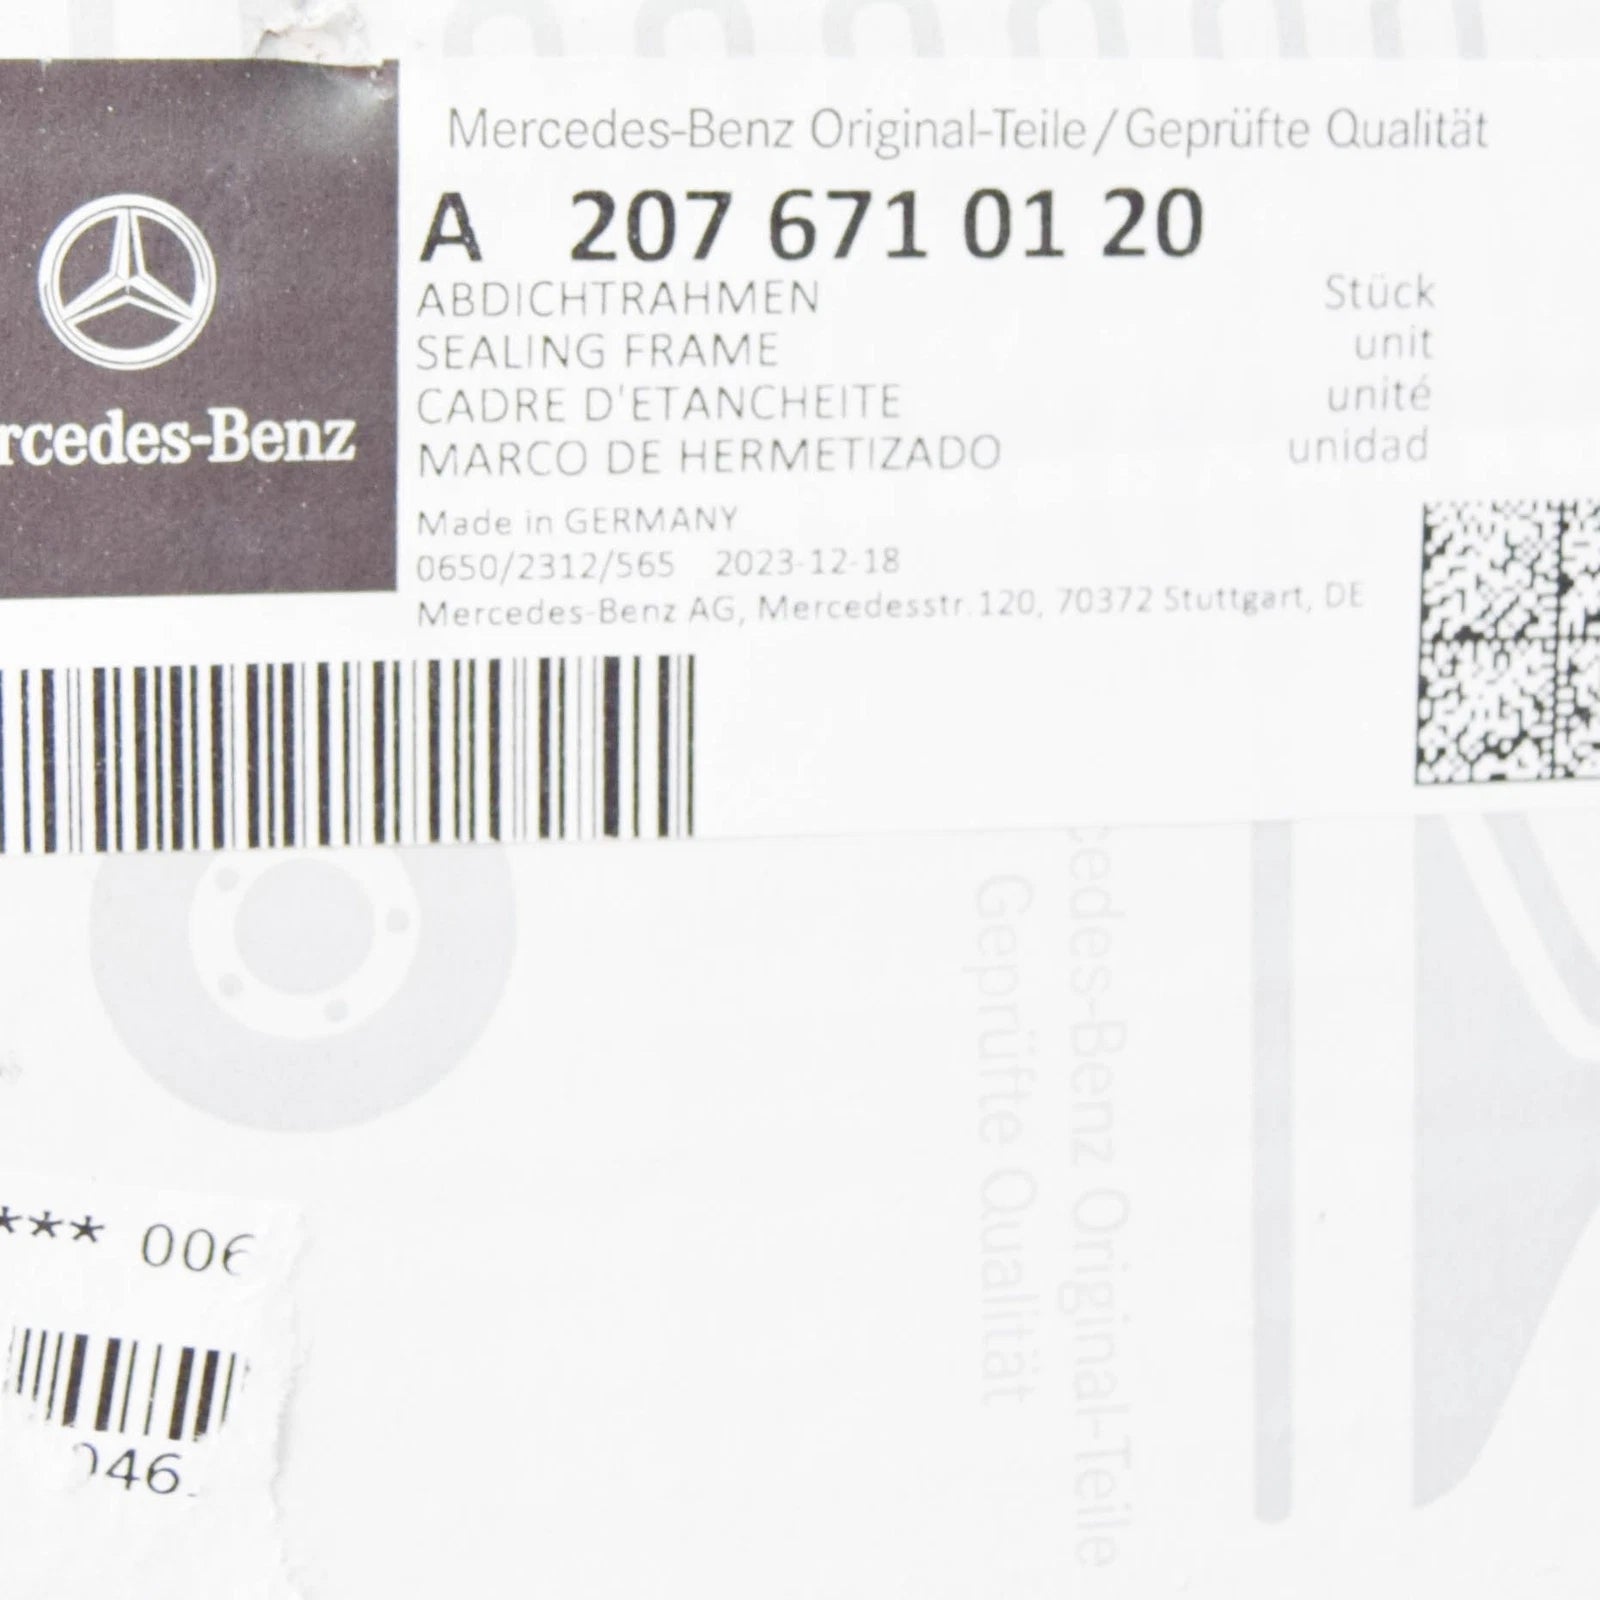 Mercedes-Benz Original-Teile/Geprüfte Qualität
A 207 671 01 20
ABDICHTRAHMEN Stück
SEALING FRAME unit
CADRE D'ETANCHEITE unité
MARCO DE HERMETIZADO unidad
Made in GERMANY
0650/2312/565 2023-12-18
Mercedes-Benz AG, Mercedesstr.120, 70372 Stuttgart, DE
rcedes-Benz
cedes-Benz Original-Teile
Geprüfte Qualität
*** 006
046